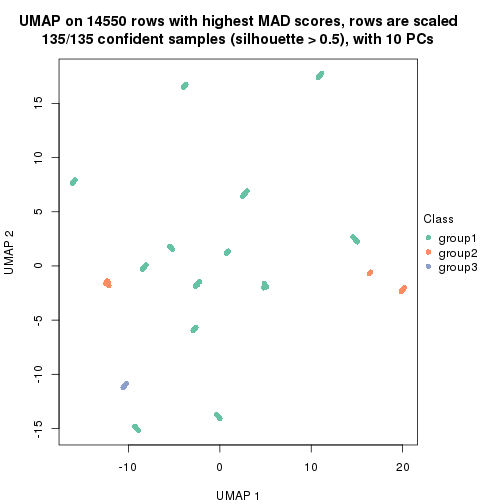 UMAP on 14550 rows with highest MAD scores, rows are scaled
135/135 confident samples (silhouette > 0.5), with 10 PCs
15
10
5
0
-5
-10
-15
UMAP 2
-10
0
10
20
UMAP 1
Class
group1
group2
group3